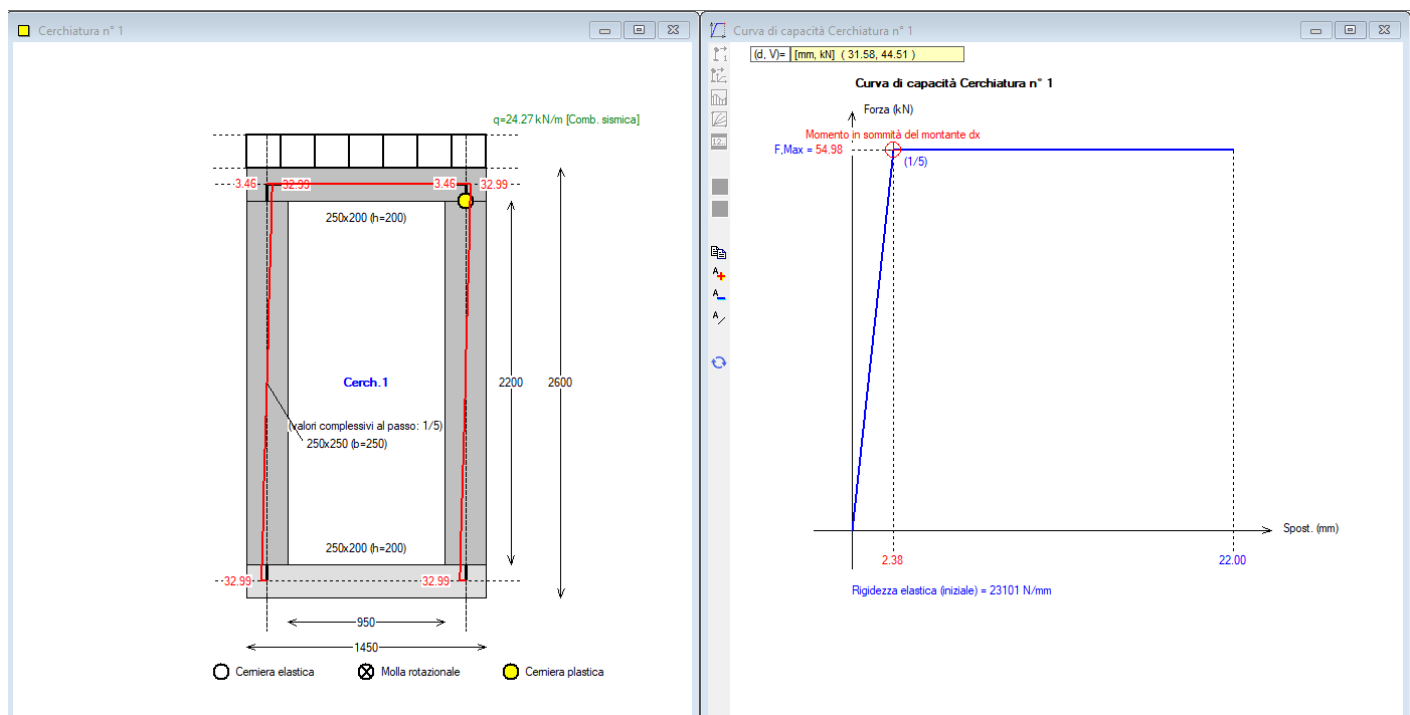 Cerchiatura n° 1
q=24.27 kN/m [Comb. sismica]
3.46
32.99
3.46
32.99
250x200 (h=200)
Cerch.1
2200
2600
(valori complessivi al passo: 1/5)
250x250 (b=250)
250x200 (h=200)
32.99
32.99
950
1450
Cerniera elastica
Molla rotazionale
Cerniera plastica
Curva di capacità Cerchiatura n° 1
(d, V)= [mm, kN] ( 31.58, 44.51 )
Curva di capacità Cerchiatura n° 1
Forza (kN)
Momento in sommità del montante dx
F,Max = 54.98
(1/5)
Spost. (mm)
2.38
22.00
Rigidezza elastica (iniziale) = 23101 N/mm